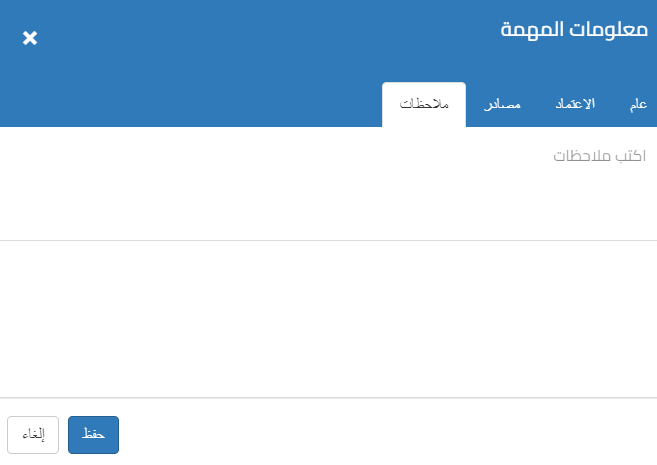 معلومات المهمة
عام
الاعتماد
مصادر
ملاحظات
اكتب ملاحظات
حفظ
إلغاء